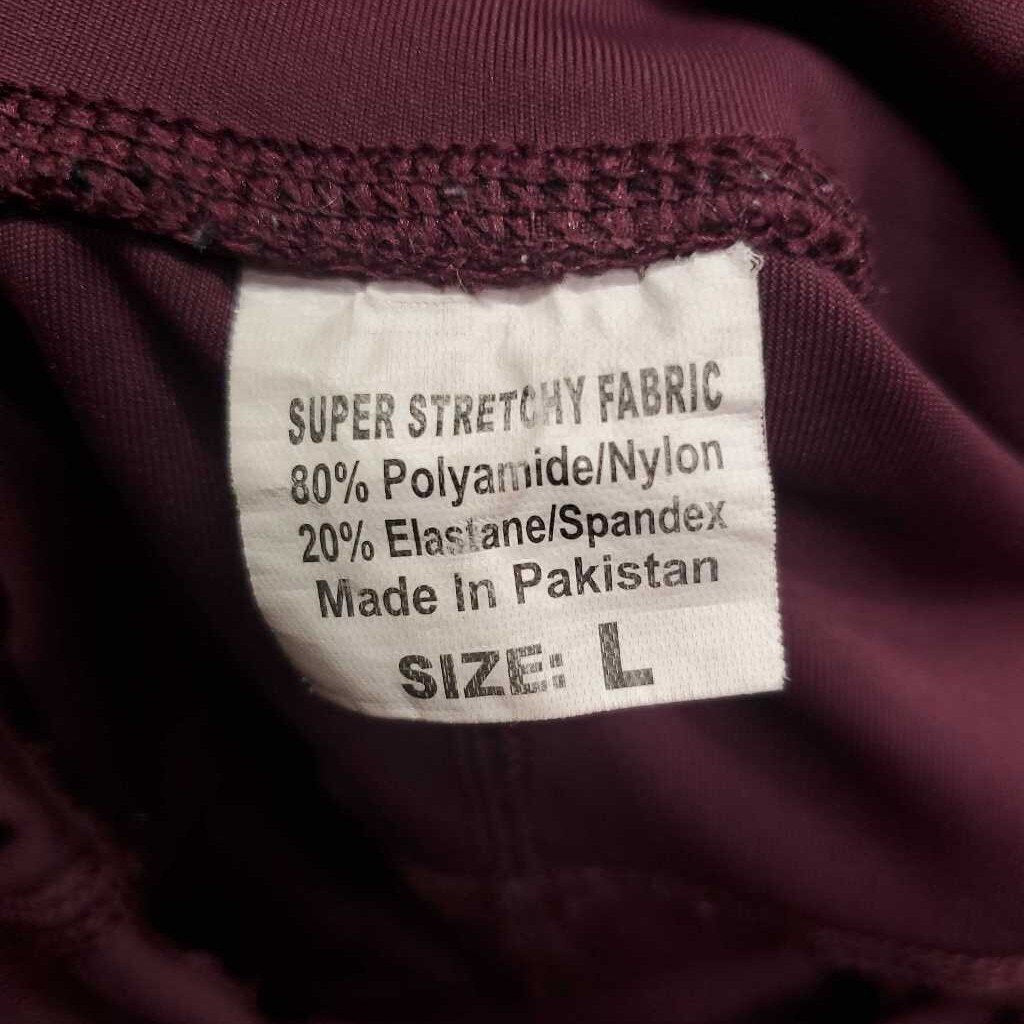 SUPER STRETCHY FABRIC
80% Polyamide/Nylon
20% Elastane/Spandex
Made In Pakistan
SIZE: L